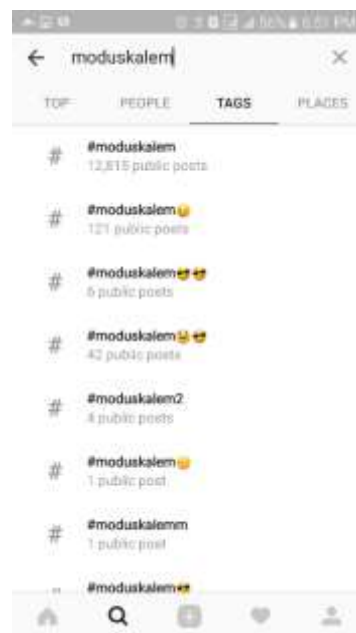 moduskalem
TOP PEOPLE TAGS PLACES
#moduskalem
12,815 public posts
#moduskalem😏
121 public posts
#moduskalem😎😎
6 public posts
#moduskalem😂😎
42 public posts
#moduskalem2
4 public posts
#moduskalem😊
1 public post
#moduskalemm
1 public post
#moduskalem😎